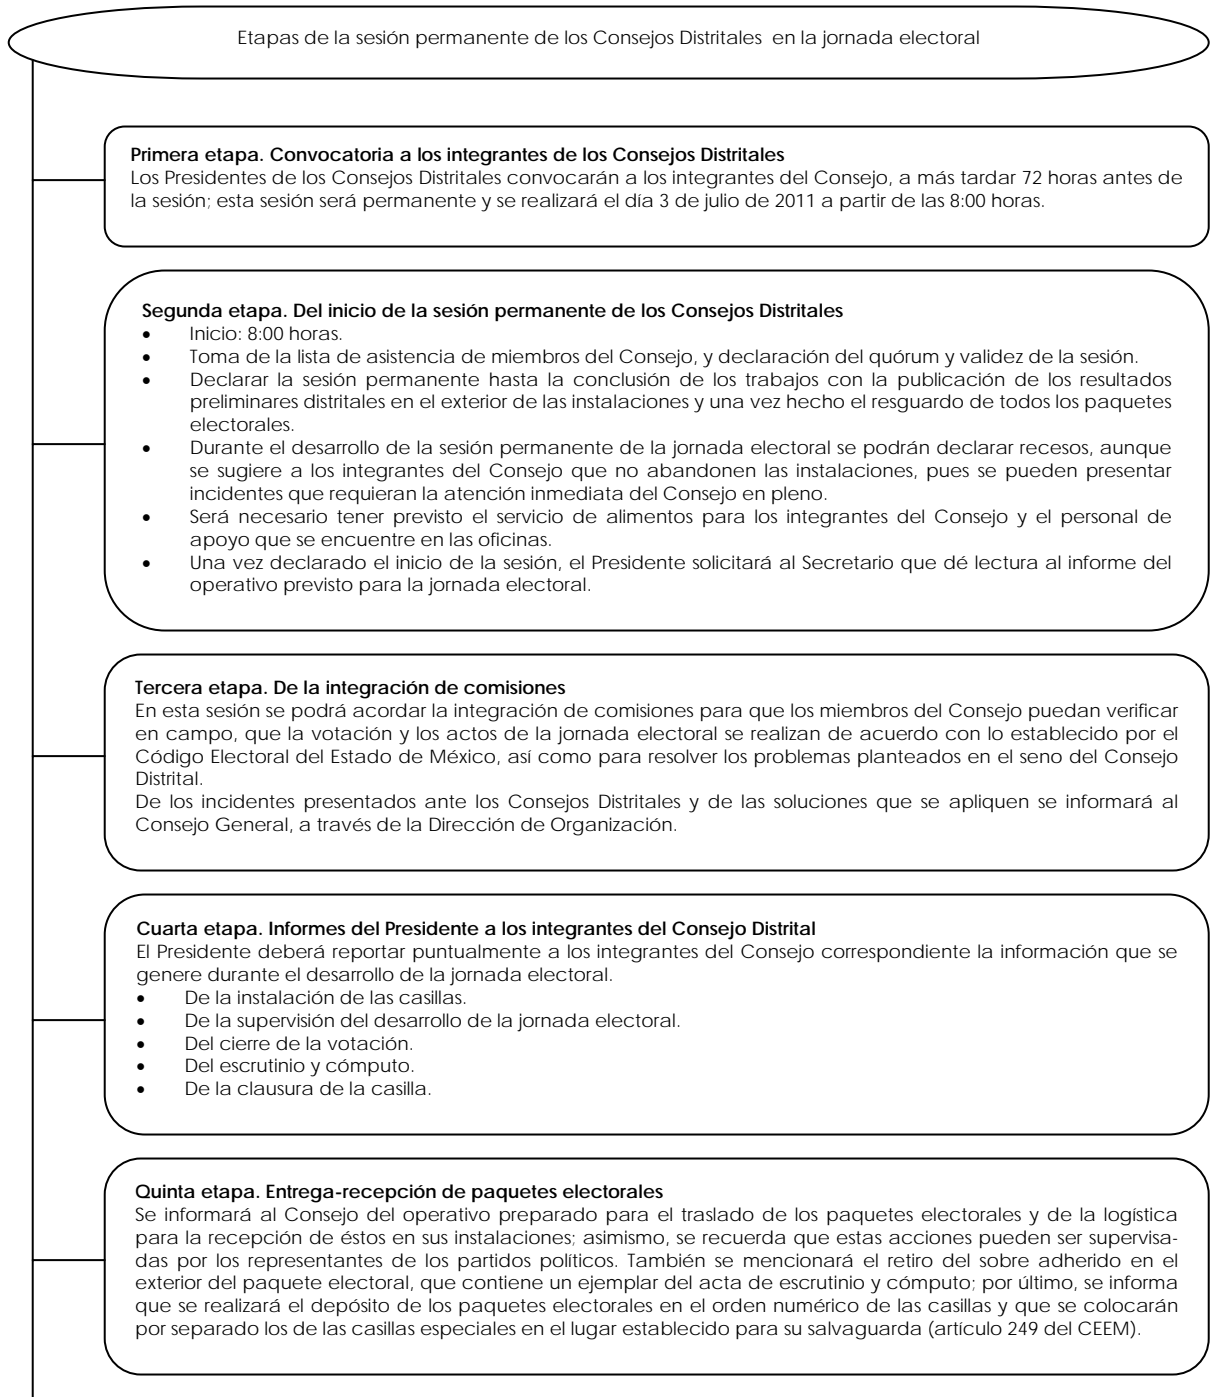 Etapas de la sesión permanente de los Consejos Distritales en la jornada electoral
Primera etapa. Convocatoria a los integrantes de los Consejos Distritales
Los Presidentes de los Consejos Distritales convocarán a los integrantes del Consejo, a más tardar 72 horas antes de
la sesión; esta sesión será permanente y se realizará el día 3 de julio de 2011 a partir de las 8:00 horas.
Segunda etapa. Del inicio de la sesión permanente de los Consejos Distritales
• Inicio: 8:00 horas.
• Toma de la lista de asistencia de miembros del Consejo, y declaración del quórum y validez de la sesión.
• Declarar la sesión permanente hasta la conclusión de los trabajos con la publicación de los resultados
preliminares distritales en el exterior de las instalaciones y una vez hecho el resguardo de todos los paquetes
electorales.
• Durante el desarrollo de la sesión permanente de la jornada electoral se podrán declarar recesos, aunque
se sugiere a los integrantes del Consejo que no abandonen las instalaciones, pues se pueden presentar
incidentes que requieran la atención inmediata del Consejo en pleno.
• Será necesario tener previsto el servicio de alimentos para los integrantes del Consejo y el personal de
apoyo que se encuentre en las oficinas.
• Una vez declarado el inicio de la sesión, el Presidente solicitará al Secretario que dé lectura al informe del
operativo previsto para la jornada electoral.
Tercera etapa. De la integración de comisiones
En esta sesión se podrá acordar la integración de comisiones para que los miembros del Consejo puedan verificar
en campo, que la votación y los actos de la jornada electoral se realizan de acuerdo con lo establecido por el
Código Electoral del Estado de México, así como para resolver los problemas planteados en el seno del Consejo
Distrital.
De los incidentes presentados ante los Consejos Distritales y de las soluciones que se apliquen se informará al
Consejo General, a través de la Dirección de Organización.
Cuarta etapa. Informes del Presidente a los integrantes del Consejo Distrital
El Presidente deberá reportar puntualmente a los integrantes del Consejo correspondiente la información que se
genere durante el desarrollo de la jornada electoral.
• De la instalación de las casillas.
• De la supervisión del desarrollo de la jornada electoral.
• Del cierre de la votación.
• Del escrutinio y cómputo.
• De la clausura de la casilla.
Quinta etapa. Entrega-recepción de paquetes electorales
Se informará al Consejo del operativo preparado para el traslado de los paquetes electorales y de la logística
para la recepción de éstos en sus instalaciones; asimismo, se recuerda que estas acciones pueden ser supervisa-
das por los representantes de los partidos políticos. También se mencionará el retiro del sobre adherido en el
exterior del paquete electoral, que contiene un ejemplar del acta de escrutinio y cómputo; por último, se informa
que se realizará el depósito de los paquetes electorales en el orden numérico de las casillas y que se colocarán
por separado los de las casillas especiales en el lugar establecido para su salvaguarda (artículo 249 del CEEM).